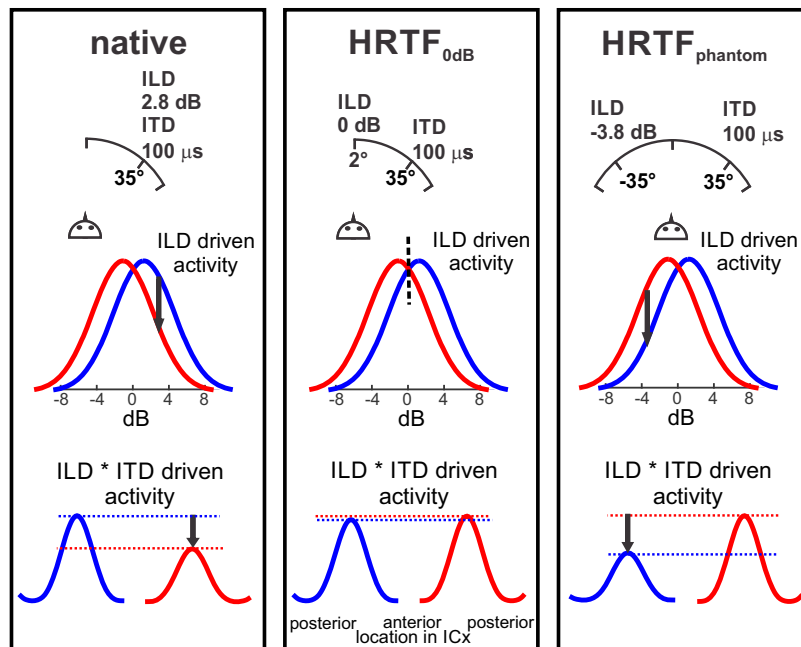 native
ILD
2.8 dB
ITD
100 μs
35°
ILD driven
activity
-8 -4 0 4 8
dB
ILD * ITD driven
activity
HRTF0dB
ILD
0 dB
ITD
100 μs
2°
35°
ILD driven
activity
-8 -4 0 4 8
dB
ILD * ITD driven
activity
posterior anterior posterior
location in ICx
HRTFphantom
ILD
-3.8 dB
ITD
100 μs
-35° 35°
ILD driven
activity
-8 -4 0 4 8
dB
ILD * ITD driven
activity